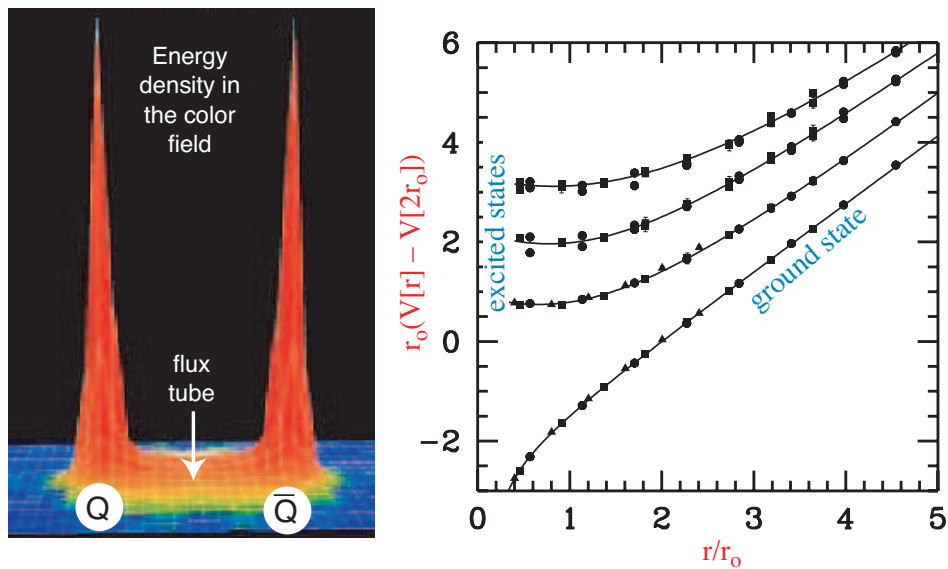 Energy
density in
the color
field
flux
tube
Q
Q̅
r₀(V[r] − V[2r₀])
6
4
2
0
-2
excited states
ground state
0
1
2
3
4
5
r/r₀